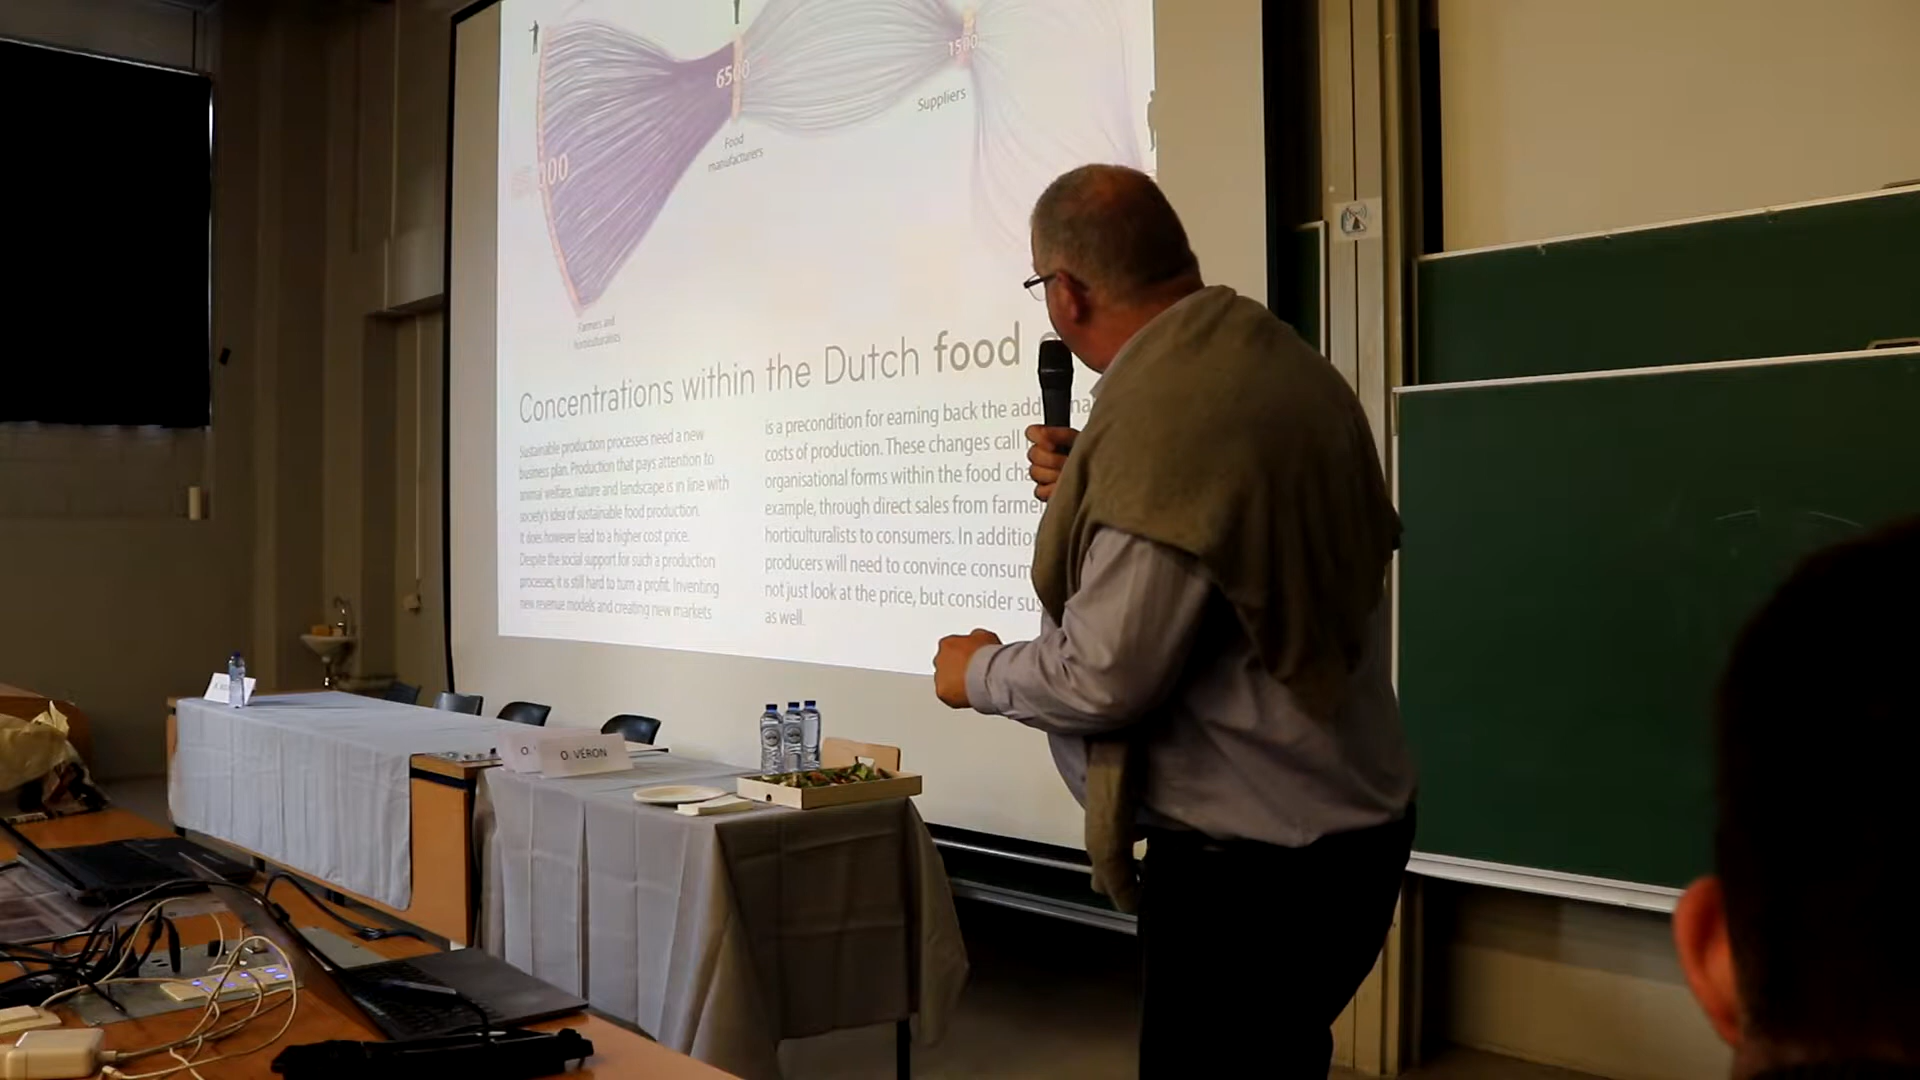 6500
1500
Suppliers
Food
manufacturers
000
Farmers and
horticulturalists
Concentrations within the Dutch food
Sustainable production processes need a new
business plan. Production that pays attention to
animal welfare, nature and landscape is in line with
society's idea of sustainable food production.
It does however lead to a higher cost price.
Despite the social support for such a production
processes, it is still hard to turn a profit. Inventing
new revenue models and creating new markets
is a precondition for earning back the add
costs of production. These changes call
organisational forms within the food cha
example, through direct sales from farmer
horticulturalists to consumers. In addition
producers will need to convince consum
not just look at the price, but consider sus
as well.
O.
O. VÉRON